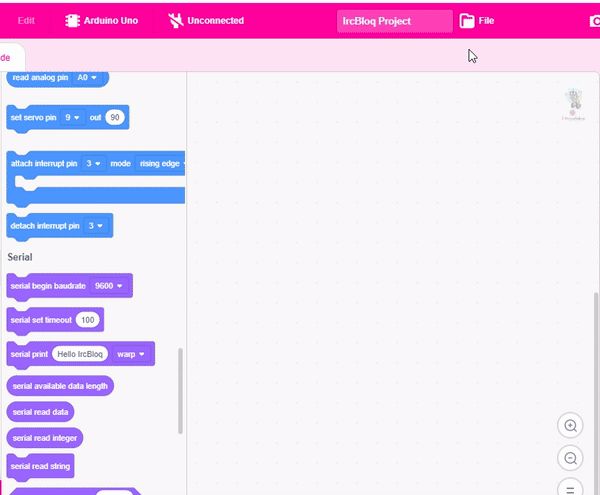 Edit Arduino Uno Unconnected IrcBloq Project File
de
read analog pin A0
set servo pin 9 out 90
attach interrupt pin 3 mode rising edge
detach interrupt pin 3
Serial
serial begin baudrate 9600
serial set timeout 100
serial print Hello IrcBloq warp
serial available data length
serial read data
serial read integer
serial read string